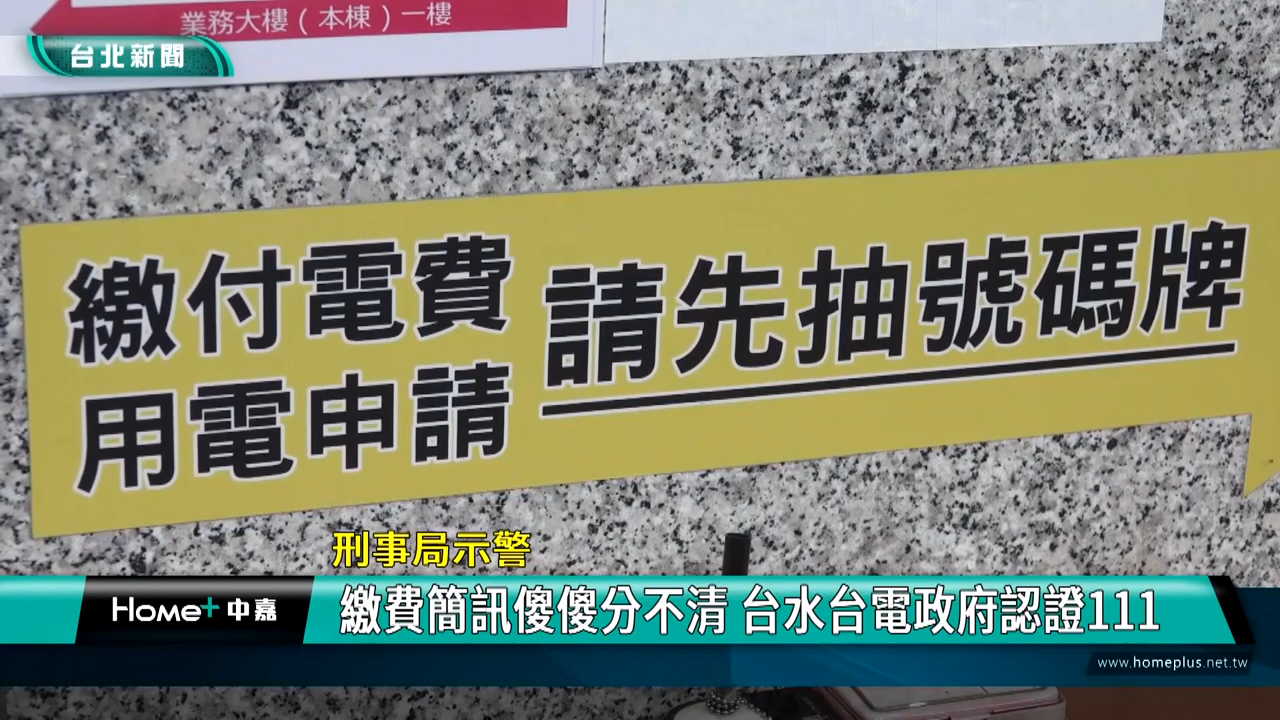 業務大樓(本棟)一樓
台北新聞
繳付電費
用電申請
請先抽號碼牌
刑事局示警
Home+中嘉
繳費簡訊傻傻分不清 台水台電政府認證111
www.homeplus.net.tw